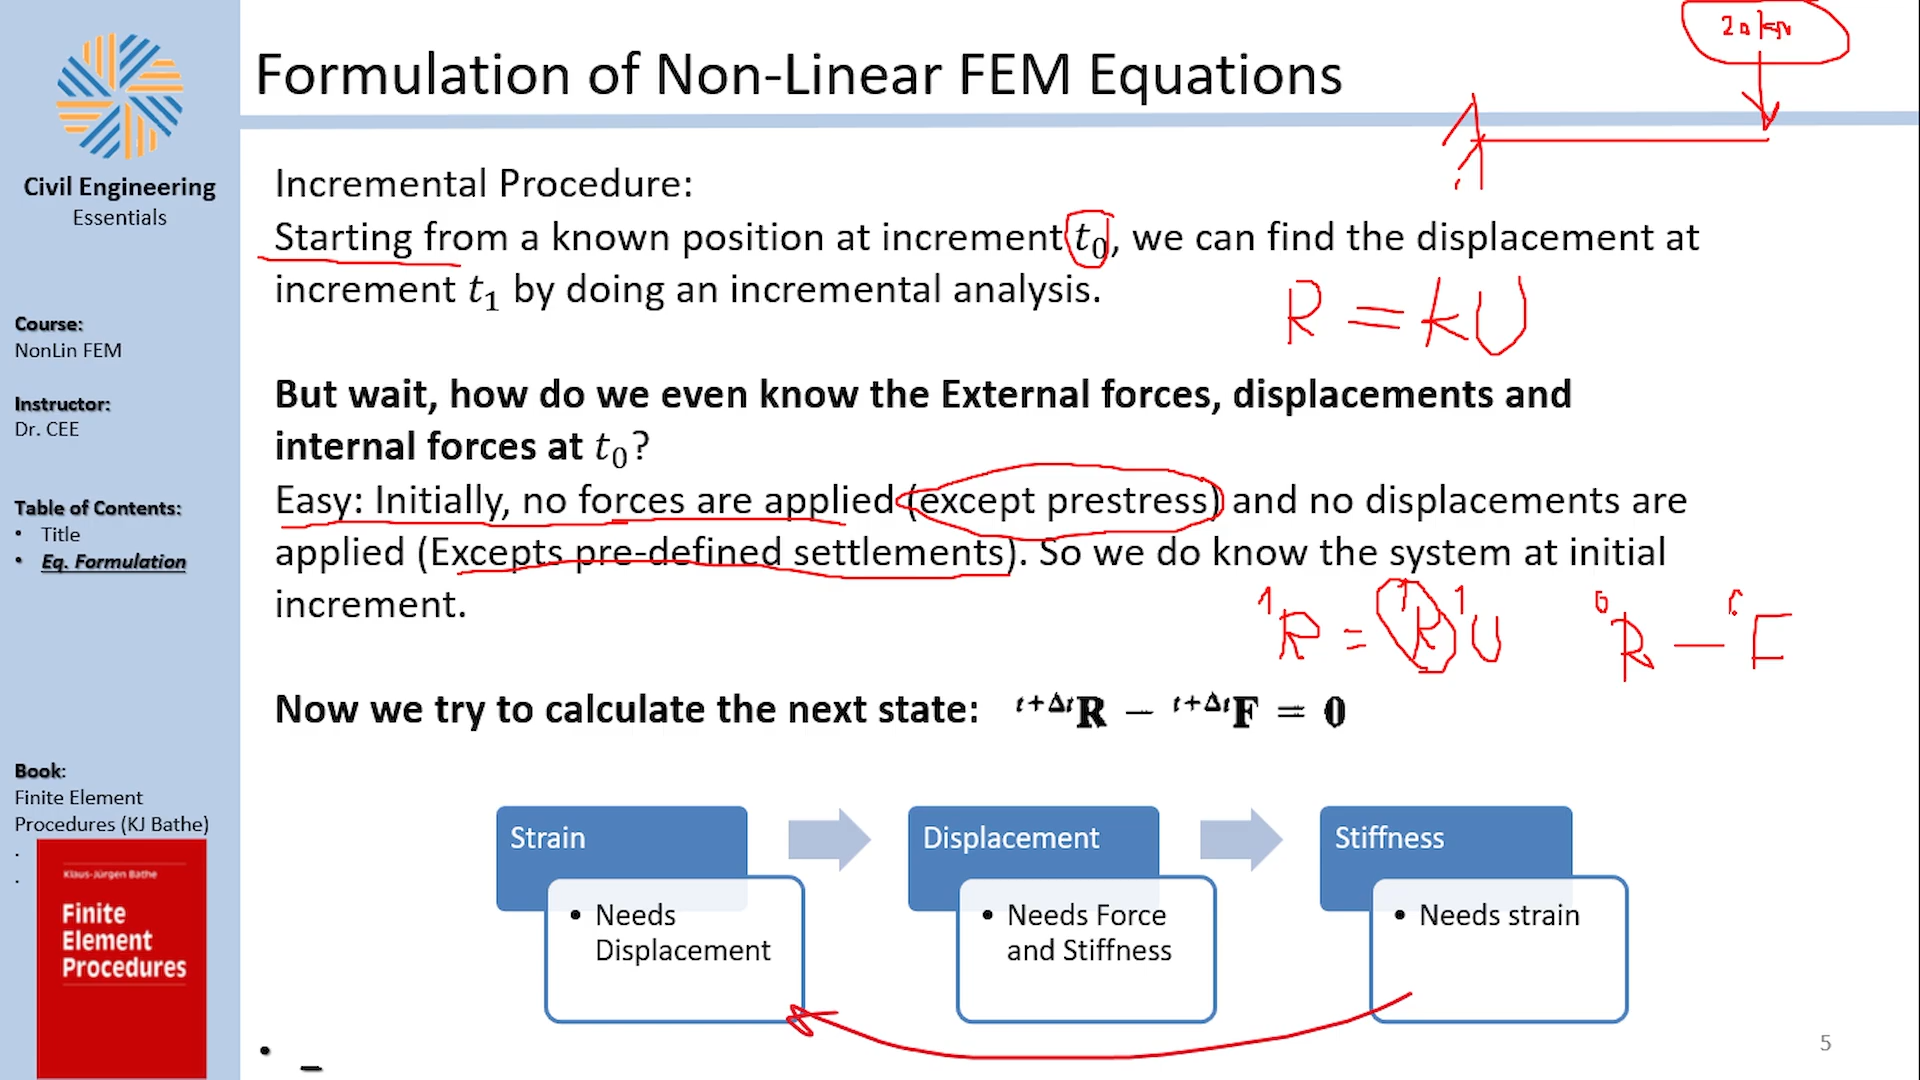 Civil Engineering
Essentials
Course:
NonLin FEM
Instructor:
Dr. CEE
Table of Contents:
• Title
• Eq. Formulation
Book:
Finite Element
Procedures (KJ Bathe)
.
.
Klaus-Jürgen Bathe
Finite
Element
Procedures
Formulation of Non-Linear FEM Equations
20 kN
Incremental Procedure:
Starting from a known position at increment t₀, we can find the displacement at
increment t₁ by doing an incremental analysis.
R = kU
But wait, how do we even know the External forces, displacements and
internal forces at t₀?
Easy: Initially, no forces are applied (except prestress) and no displacements are
applied (Excepts pre-defined settlements). So we do know the system at initial
increment.
¹R = ¹K ¹U ⁰R – ⁰F
Now we try to calculate the next state: ᵗ⁺ᐞᵗR – ᵗ⁺ᐞᵗF = 0
Strain
• Needs
Displacement
Displacement
• Needs Force
and Stiffness
Stiffness
• Needs strain
• –
5